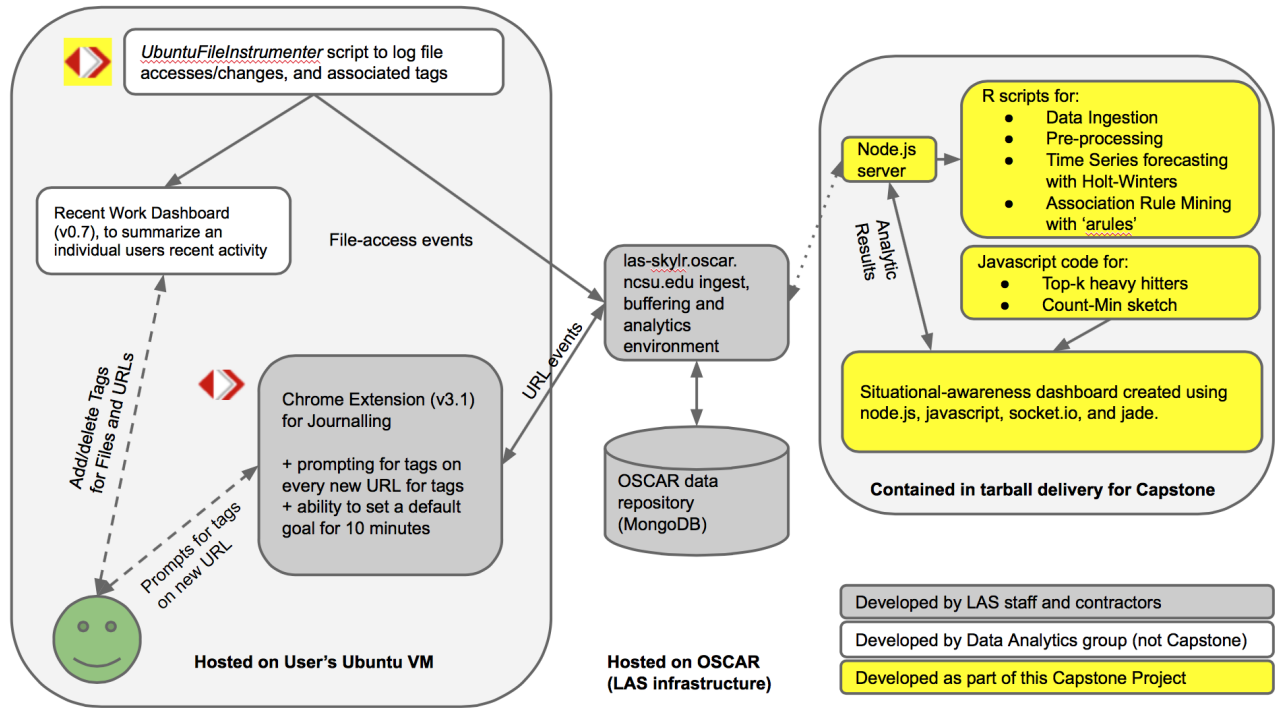 UbuntuFileInstrumenter script to log file
accesses/changes, and associated tags
Recent Work Dashboard
(v0.7), to summarize an
individual users recent activity
File-access events
Add/delete Tags
for Files and URLs
Chrome Extension (v3.1)
for Journalling
+ prompting for tags on
every new URL for tags
+ ability to set a default
goal for 10 minutes
Prompts for tags
on new URL
Hosted on User's Ubuntu VM
URL events
las-skylr.oscar.
ncsu.edu ingest,
buffering and
analytics
environment
OSCAR data
repository
(MongoDB)
Hosted on OSCAR
(LAS infrastructure)
Node.js
server
R scripts for:
● Data Ingestion
● Pre-processing
● Time Series forecasting
with Holt-Winters
● Association Rule Mining
with ‘arules’
Analytic
Results
Javascript code for:
● Top-k heavy hitters
● Count-Min sketch
Situational-awareness dashboard created using
node.js, javascript, socket.io, and jade.
Contained in tarball delivery for Capstone
Developed by LAS staff and contractors
Developed by Data Analytics group (not Capstone)
Developed as part of this Capstone Project